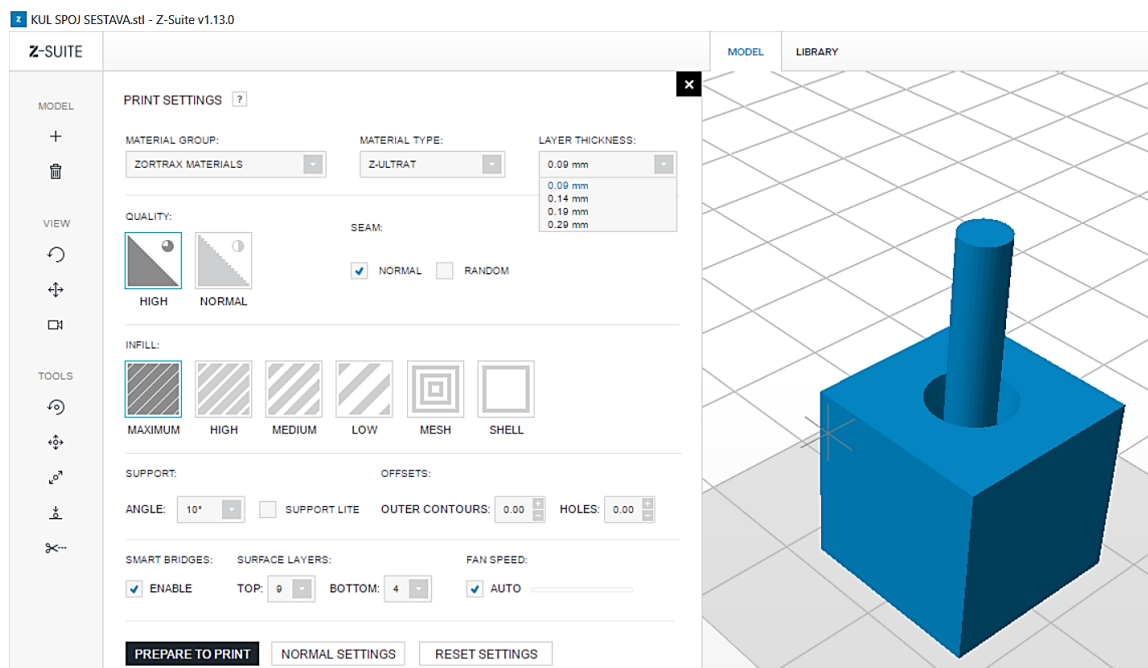 Z KUL SPOJ SESTAVA.stl - Z-Suite v1.13.0
Z-SUITE
MODEL LIBRARY
MODEL
VIEW
TOOLS
PRINT SETTINGS ?
MATERIAL GROUP: MATERIAL TYPE: LAYER THICKNESS:
ZORTRAX MATERIALS Z-ULTRAT 0.09 mm
0.09 mm
0.14 mm
0.19 mm
0.29 mm
QUALITY:
SEAM:
NORMAL RANDOM
HIGH NORMAL
INFILL:
MAXIMUM HIGH MEDIUM LOW MESH SHELL
SUPPORT: OFFSETS:
ANGLE: 10° SUPPORT LITE OUTER CONTOURS: 0.00 HOLES: 0.00
SMART BRIDGES: SURFACE LAYERS: FAN SPEED:
ENABLE TOP: 9 BOTTOM: 4 AUTO
PREPARE TO PRINT NORMAL SETTINGS RESET SETTINGS